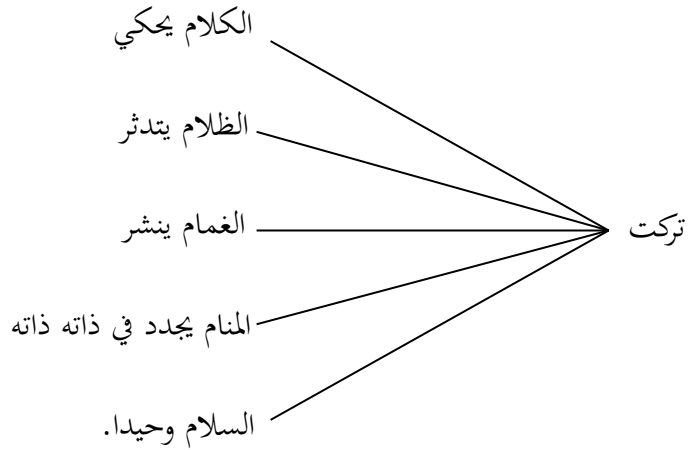 تركت
الكلام يحكي
الظلام يتدثر
الغمام ينشر
المنام يجدد في ذاته ذاته
السلام وحيدا.